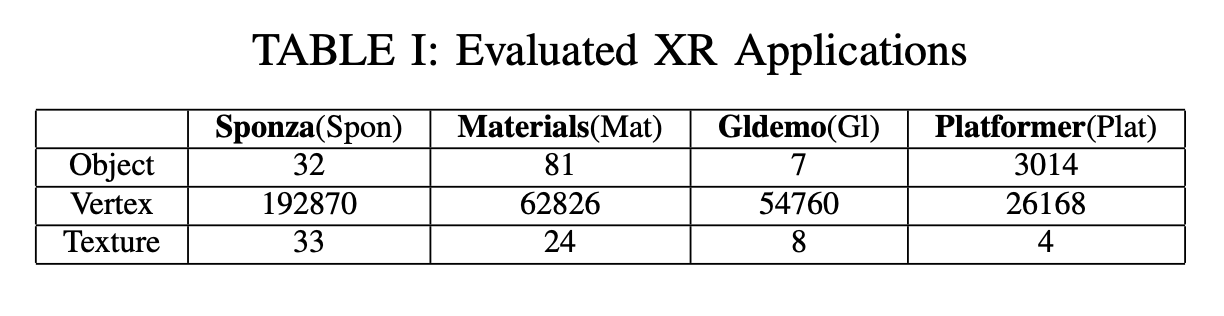 TABLE I: Evaluated XR Applications
Sponza(Spon) Materials(Mat) Gldemo(Gl) Platformer(Plat)
Object 32 81 7 3014
Vertex 192870 62826 54760 26168
Texture 33 24 8 4